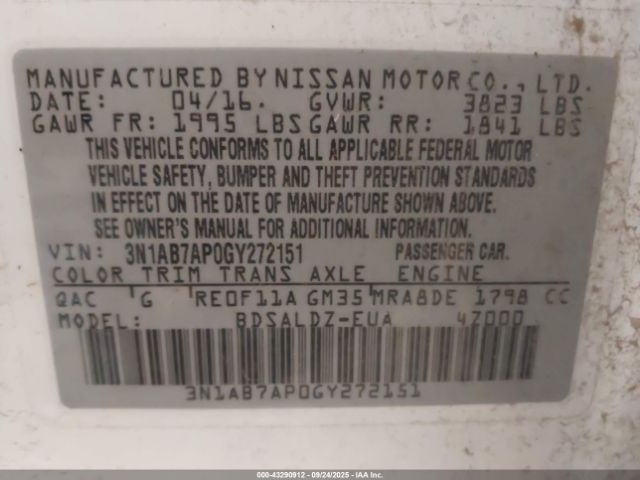 MANUFACTURED BY NISSAN MOTOR CO., LTD.
DATE: 04/16. GVWR: 3823 LBS
GAWR FR: 1995 LBS GAWR RR: 1841 LBS
THIS VEHICLE CONFORMS TO ALL APPLICABLE FEDERAL MOTOR
VEHICLE SAFETY, BUMPER AND THEFT PREVENTION STANDARDS
IN EFFECT ON THE DATE OF MANUFACTURE SHOWN ABOVE.
SEE OWNER'S MANUAL FOR ADDITIONAL INFORMATION.
VIN: 3N1AB7AP0GY272151 PASSENGER CAR.
COLOR TRIM TRANS AXLE ENGINE
QAC G RE0F11A GM35 MRA8DE 1798 CC
MODEL: BDSALDZ-EUA 4Z000
3N1AB7AP0GY272151
000-43290912 - 09/24/2025 - IAAI Inc.